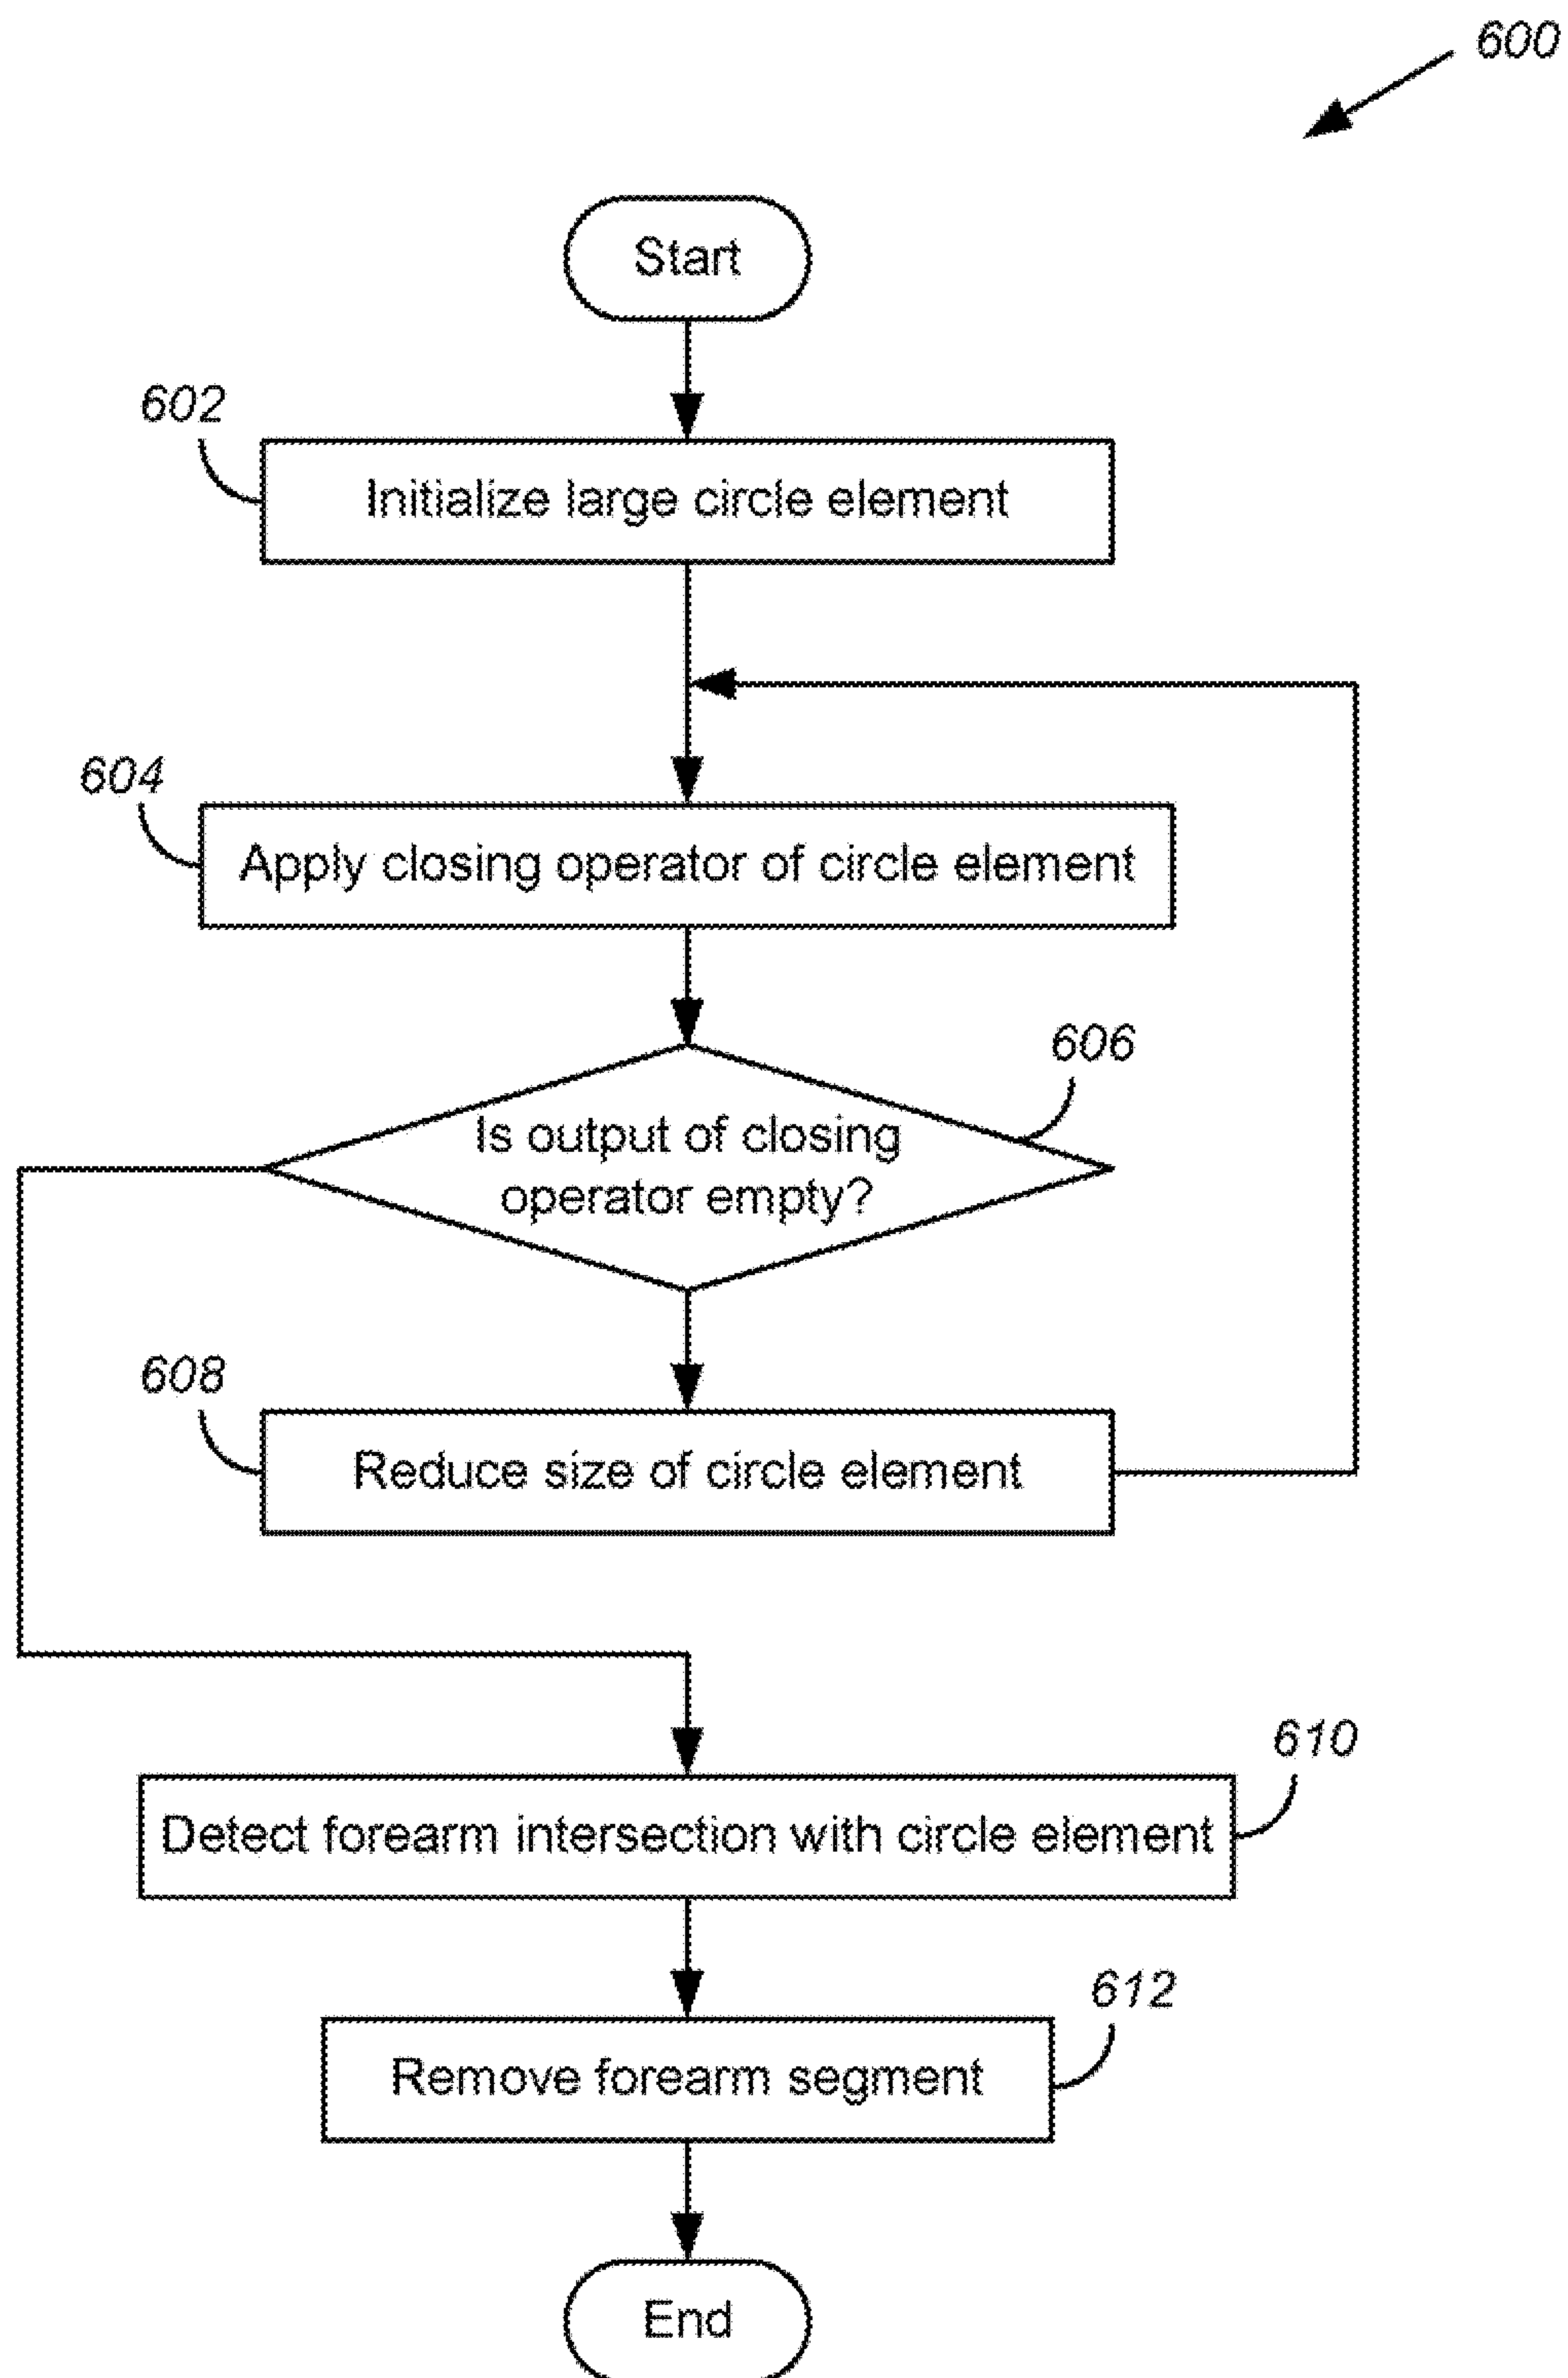 600
Start
602
Initialize large circle element
604
Apply closing operator of circle element
606
Is output of closing
operator empty?
608
Reduce size of circle element
610
Detect forearm intersection with circle element
612
Remove forearm segment
End